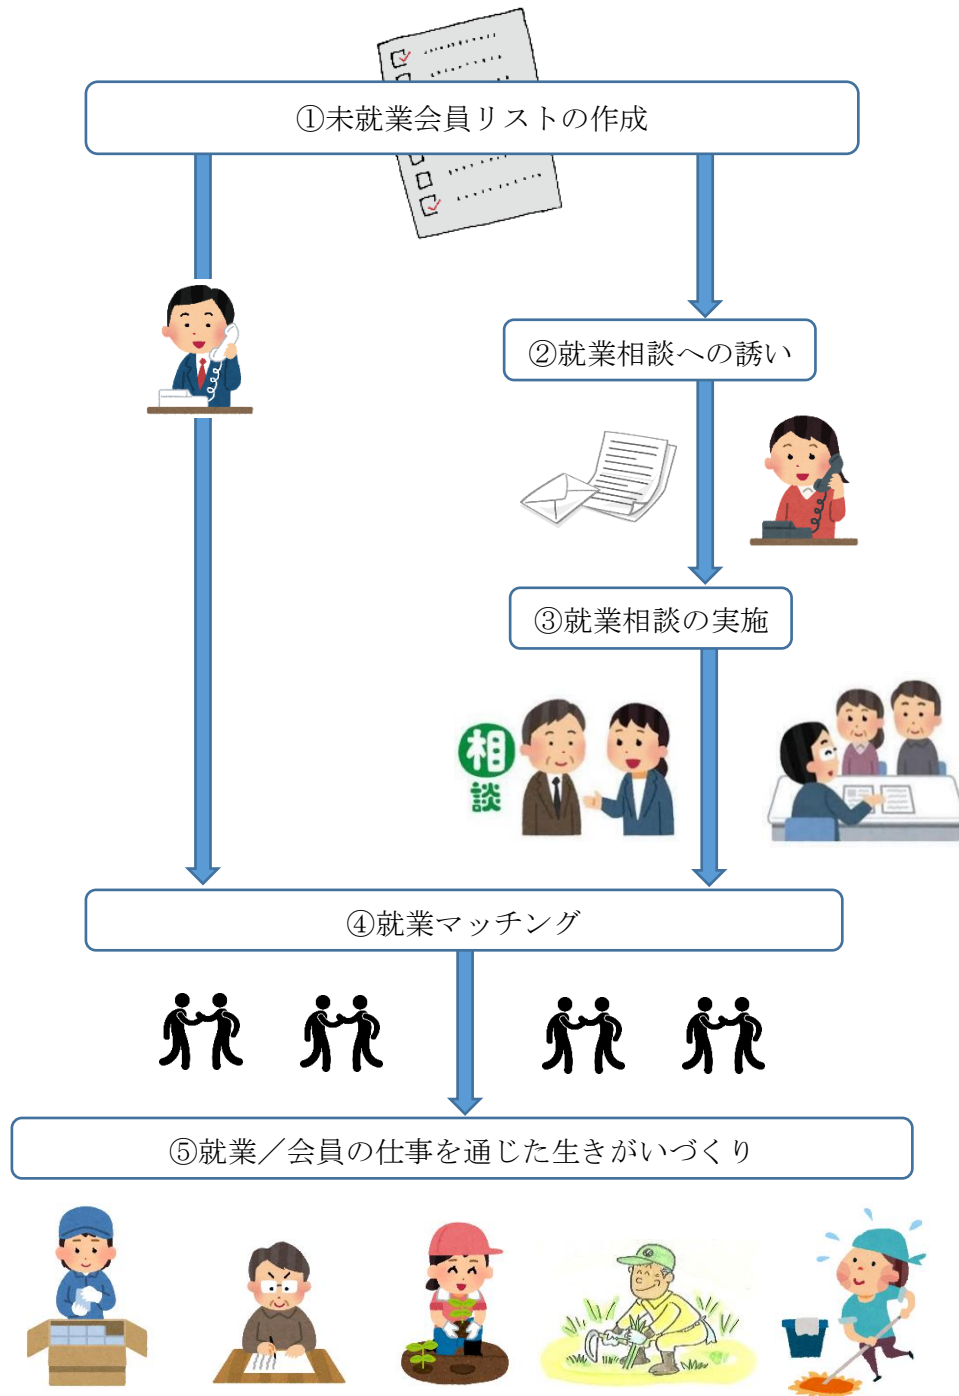 ①未就業会員リストの作成
②就業相談への誘い
③就業相談の実施
相談
④就業マッチング
⑤就業／会員の仕事を通じた生きがいづくり